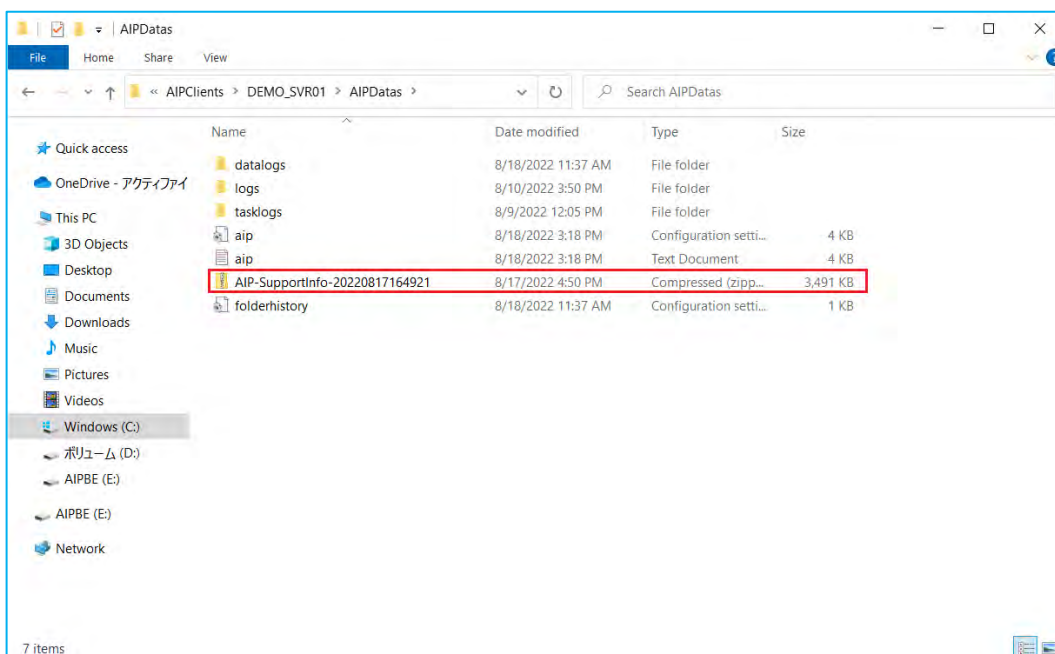 AIPDatas
File Home Share View
« AIPClients > DEMO_SVR01 > AIPDatas >
Search AIPDatas
Quick access
OneDrive - アクティファイ
This PC
3D Objects
Desktop
Documents
Downloads
Music
Pictures
Videos
Windows (C:)
ボリューム (D:)
AIPBE (E:)
AIPBE (E:)
Network
Name Date modified Type Size
datalogs 8/18/2022 11:37 AM File folder
logs 8/10/2022 3:50 PM File folder
tasklogs 8/9/2022 12:05 PM File folder
aip 8/18/2022 3:18 PM Configuration setti... 4 KB
aip 8/18/2022 3:18 PM Text Document 4 KB
AIP-SupportInfo-20220817164921 8/17/2022 4:50 PM Compressed (zipp... 3,491 KB
folderhistory 8/18/2022 11:37 AM Configuration setti... 1 KB
7 items